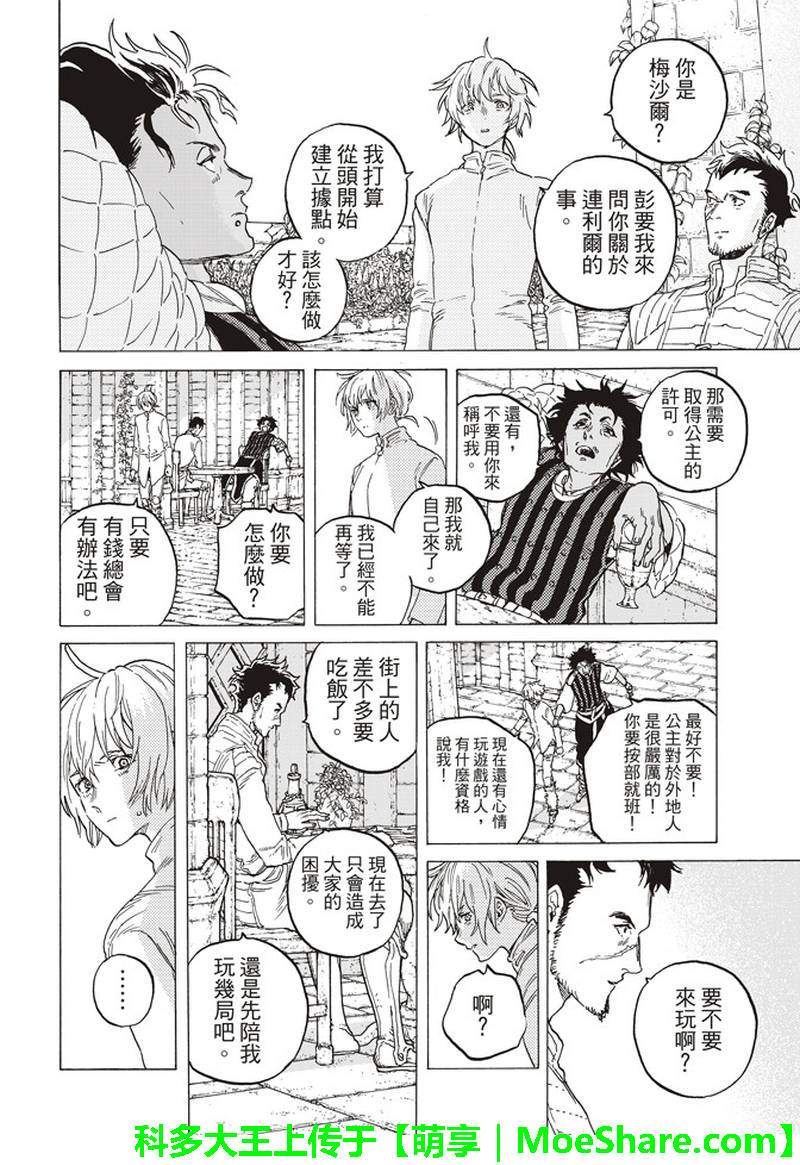 你是
梅沙爾？
彭要我來
問你關於
連利爾的
事。
我打算
從頭開始
建立據點。
該怎麼做
才好？
那需要
取得公主的
許可。
還有，
不要用你來
稱呼我。
那我就
自己來了。
我已經不能
再等了。
你要
怎麼做？
只要
有錢總會
有辦法吧。
最好不要！
公主對於外地人
是很嚴厲的！
你要按部就班！
現在還有心情
玩遊戲的人，
有什麼資格
說我！
要不要
來玩啊？
啊？
街上的人
差不多要
吃飯了。
現在去了
只會造成
大家的
困擾。
還是先陪我
玩幾局吧。
⋯⋯
科多大王上传于【萌享｜MoeShare.com】